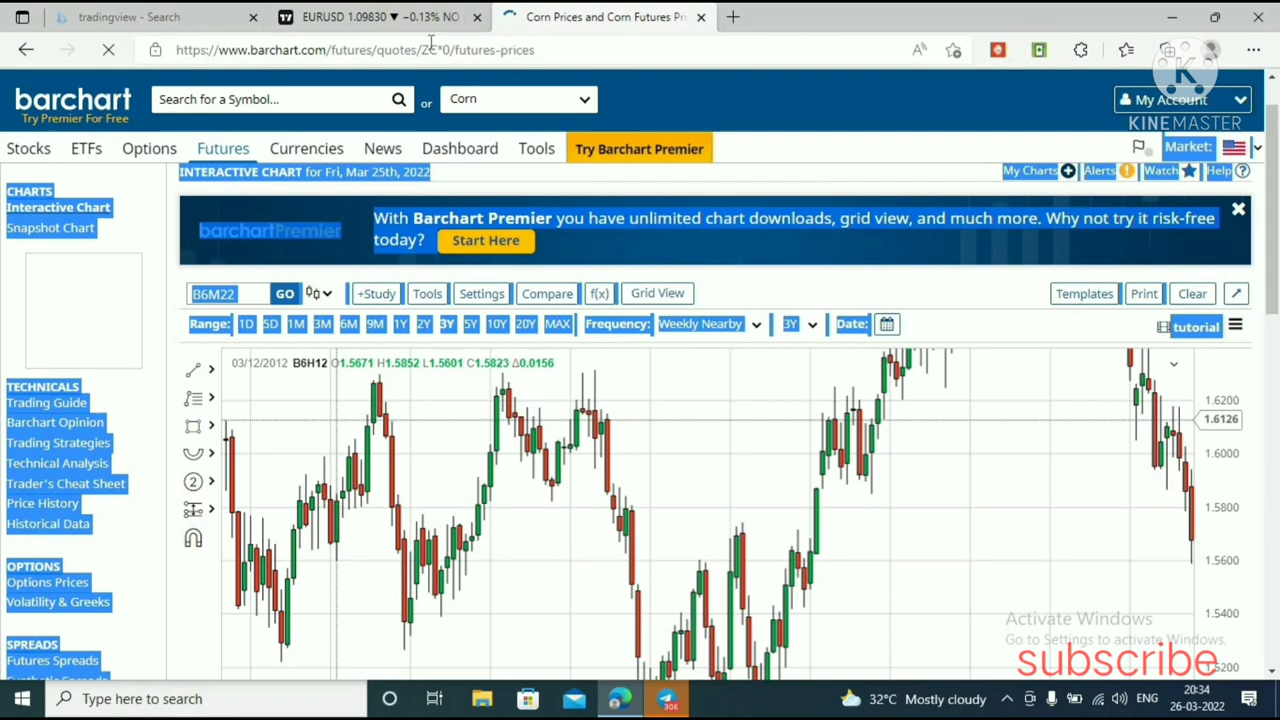 tradingview - Search
EURUSD 1.09830 ▼ −0.13% NO
Corn Prices and Corn Futures Pri
https://www.barchart.com/futures/quotes/ZC*0/futures-prices
barchart
Try Premier For Free
Search for a Symbol...
or
Corn
My Account
KINEMASTER
Stocks
ETFs
Options
Futures
Currencies
News
Dashboard
Tools
Try Barchart Premier
Market:
INTERACTIVE CHART for Fri, Mar 25th, 2022
My Charts
Alerts
Watch
Help
CHARTS
Interactive Chart
Snapshot Chart
barchartPremier
With Barchart Premier you have unlimited chart downloads, grid view, and much more. Why not try it risk-free
today?
Start Here
B6M22
GO
+Study
Tools
Settings
Compare
f(x)
Grid View
Templates
Print
Clear
Range:
1D
5D
1M
3M
6M
9M
1Y
2Y
3Y
5Y
10Y
20Y
MAX
Frequency:
Weekly Nearby
3Y
Date:
tutorial
03/12/2012 B6H12 O1.5671 H1.5852 L1.5601 C1.5823 Δ0.0156
1.6200
1.6126
1.6000
1.5800
1.5600
1.5400
1.5200
TECHNICALS
Trading Guide
Barchart Opinion
Trading Strategies
Technical Analysis
Trader's Cheat Sheet
Price History
Historical Data
OPTIONS
Options Prices
Volatility & Greeks
SPREADS
Futures Spreads
Activate Windows
Go to Settings to activate Windows.
subscribe
Type here to search
306
32°C Mostly cloudy
ENG
20:34
26-03-2022